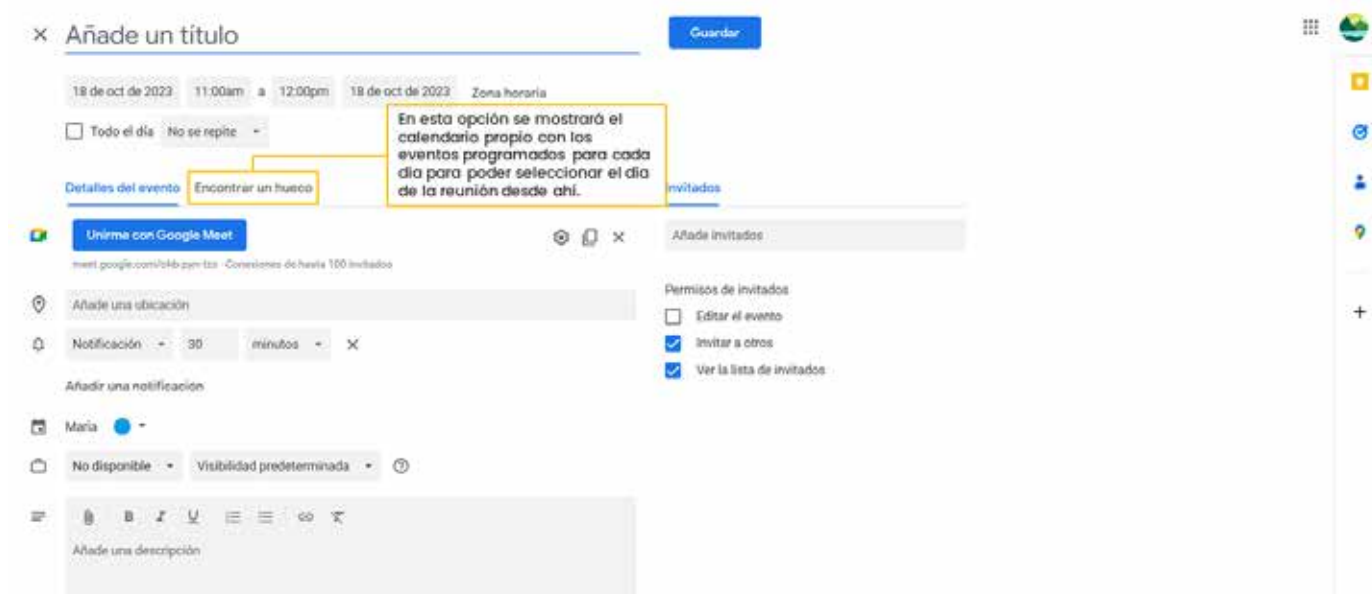 Añade un título
Guardar
18 de oct de 2023 11:00am a 12:00pm 18 de oct de 2023 Zona horaria
Todo el día No se repite
En esta opción se mostrará el
calendario propio con los
eventos programados para cada
dia para poder seleccionar el día
de la reunión desde ahí.
Detalles del evento Encontrar un hueco
nvitados
Unirme con Google Meet
Añade invitados
Conexiones de hasta 100 invitados
Añade una ubicación
Permisos de invitados
Editar el evento
Notificación 30 minutos
Invitar a otros
Ver la lista de invitados
Añadir una notificación
Maria
No disponible Visibilidad predeterminada
B I U
Añade una descripción